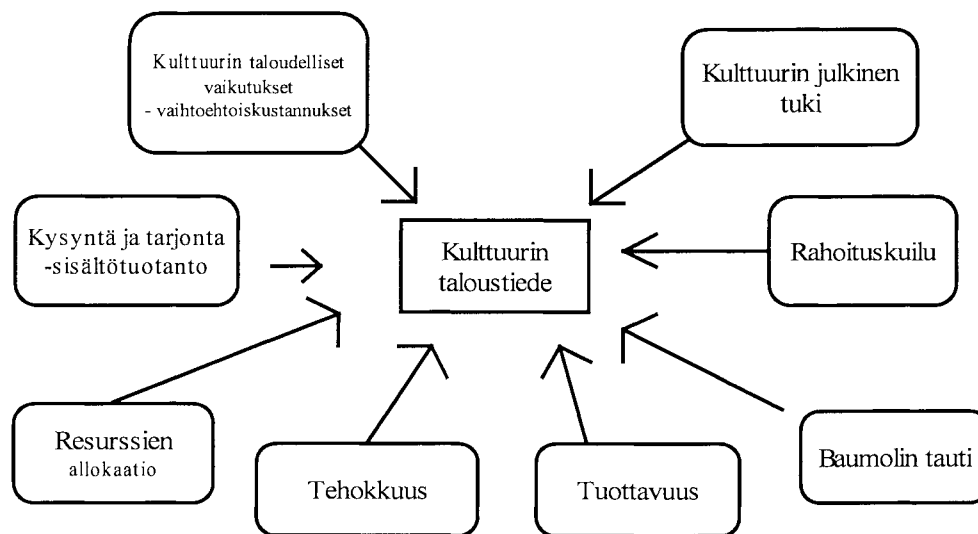 Kulttuurin taloudelliset
vaikutukset
- vaihtoehtoiskustannukset
Kulttuurin julkinen
tuki
Kysyntä ja tarjonta
-sisältötuotanto
Kulttuurin
taloustiede
Rahoituskuilu
Resurssien
allokaatio
Tehokkuus
Tuottavuus
Baumolin tauti